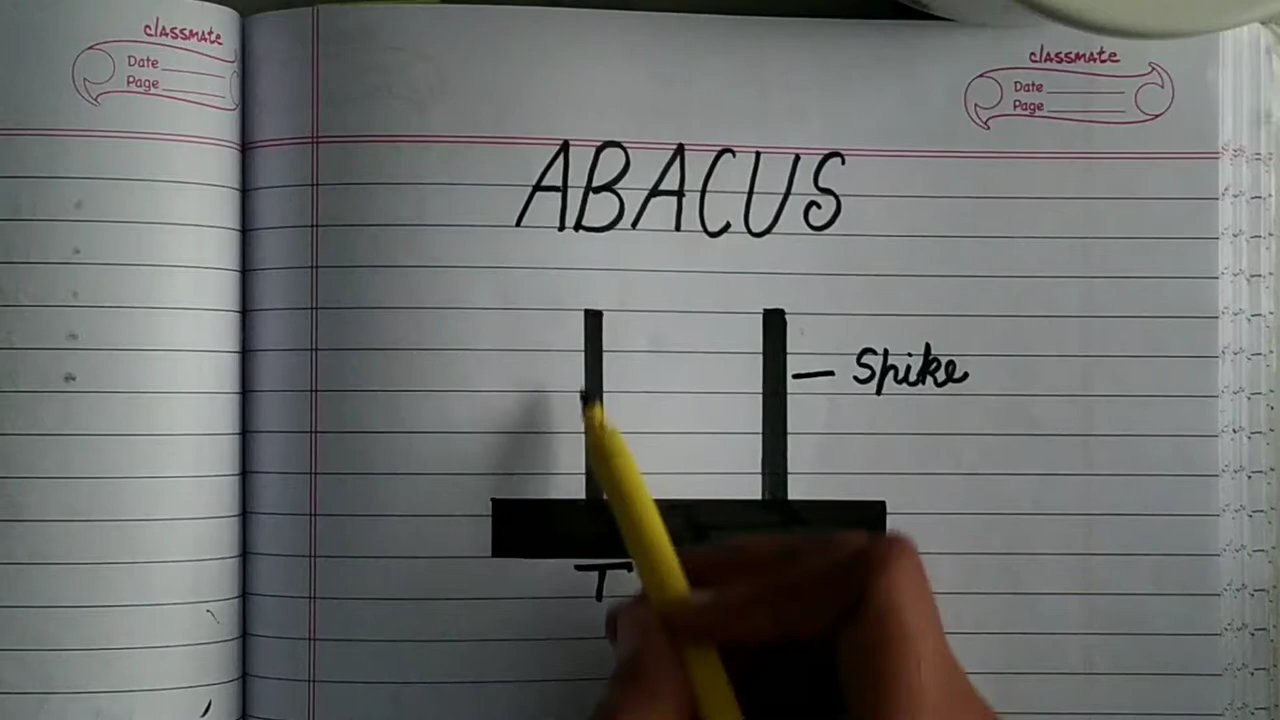 classmate
Date
Page
classmate
Date
Page
ABACUS
— Spike
T